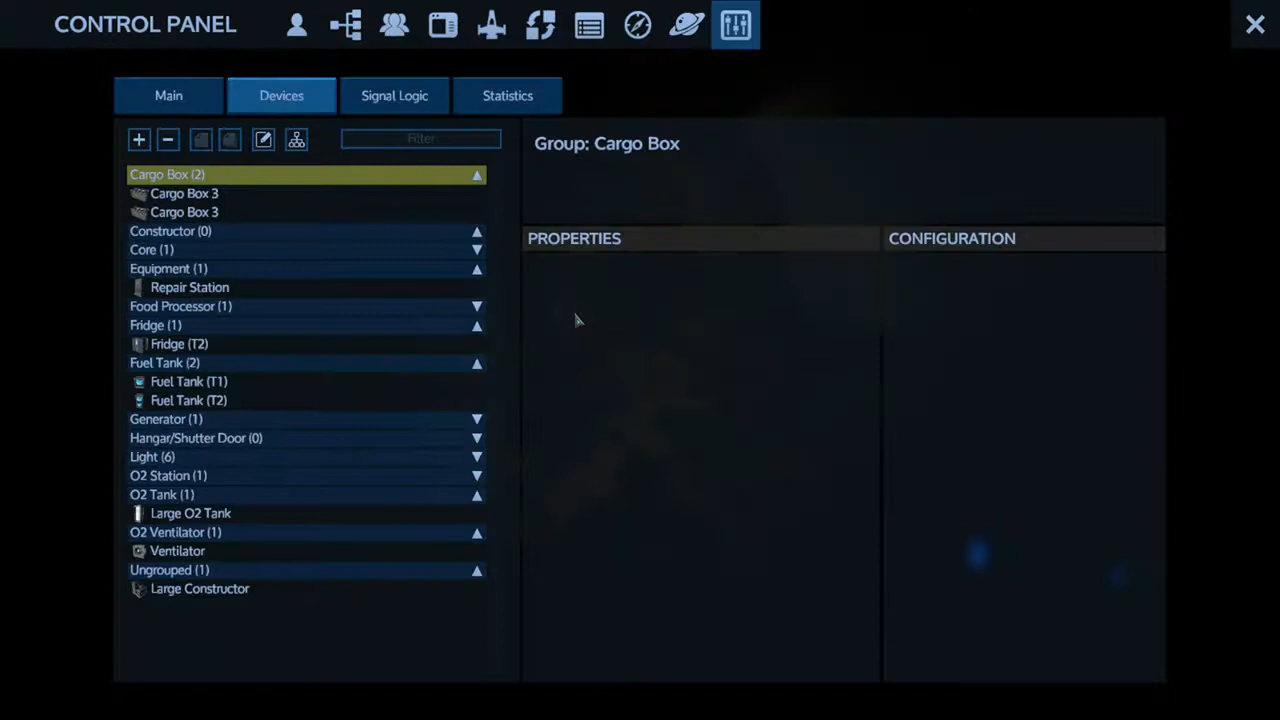 CONTROL PANEL
Main
Devices
Signal Logic
Statistics
Filter
Group: Cargo Box
Cargo Box (2)
Cargo Box 3
Cargo Box 3
Constructor (0)
Core (1)
Equipment (1)
Repair Station
Food Processor (1)
Fridge (1)
Fridge (T2)
Fuel Tank (2)
Fuel Tank (T1)
Fuel Tank (T2)
Generator (1)
Hangar/Shutter Door (0)
Light (6)
O2 Station (1)
O2 Tank (1)
Large O2 Tank
O2 Ventilator (1)
Ventilator
Ungrouped (1)
Large Constructor
PROPERTIES
CONFIGURATION